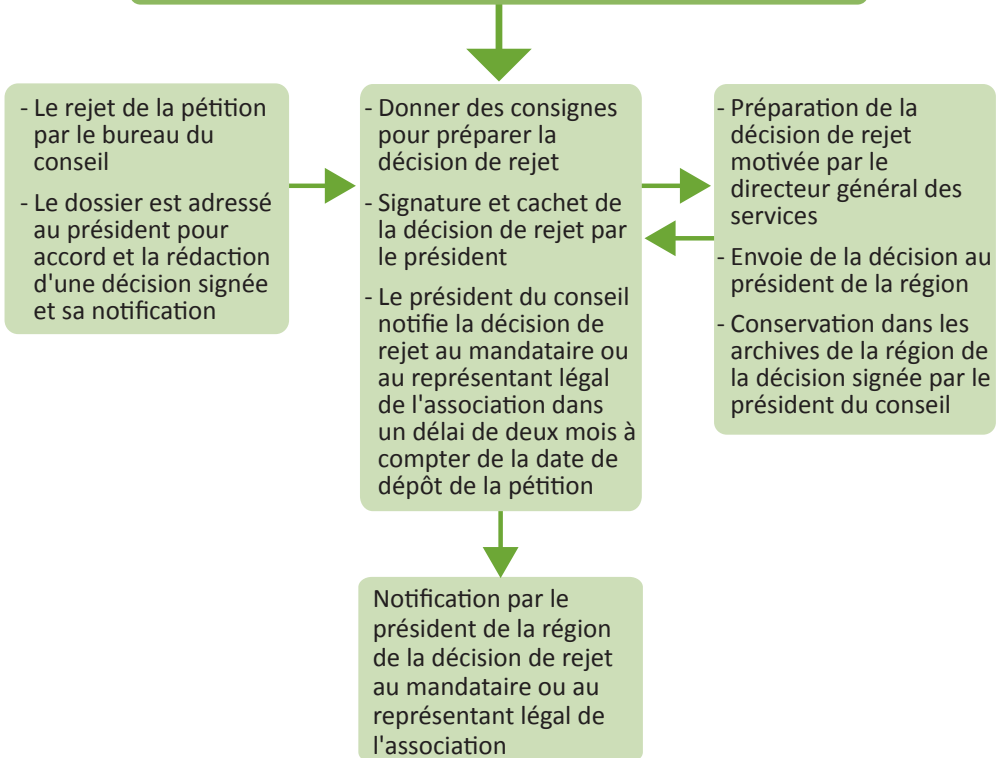 - Le rejet de la pétition
par le bureau du
conseil
- Le dossier est adressé
au président pour
accord et la rédaction
d'une décision signée
et sa notification
- Donner des consignes
pour préparer la
décision de rejet
- Signature et cachet de
la décision de rejet par
le président
- Le président du conseil
notifie la décision de
rejet au mandataire ou
au représentant légal
de l'association dans
un délai de deux mois à
compter de la date de
dépôt de la pétition
- Préparation de la
décision de rejet
motivée par le
directeur général des
services
- Envoie de la décision au
président de la région
- Conservation dans les
archives de la région de
la décision signée par le
président du conseil
Notification par le
président de la région
de la décision de rejet
au mandataire ou au
représentant légal de
l'association